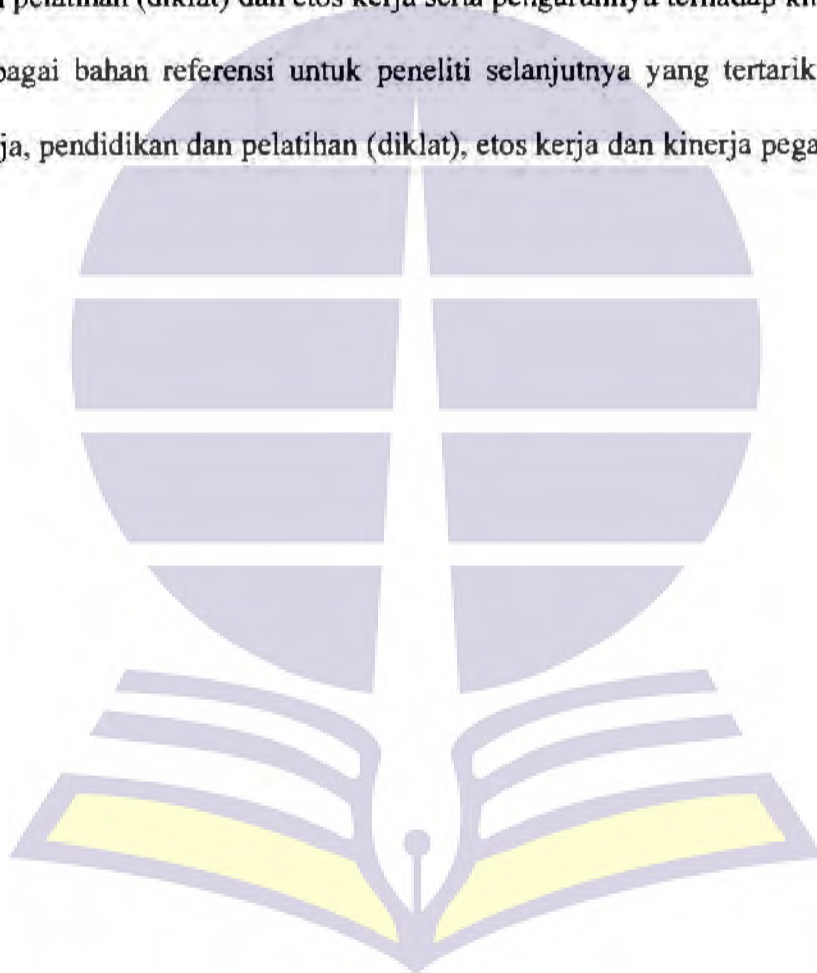 pelatihan (diklat) dan etos kerja serta pengaruhnya terhadap
bagai bahan referensi untuk peneliti selanjutnya yang tertarik
ja, pendidikan dan pelatihan (diklat), etos kerja dan kinerja pega